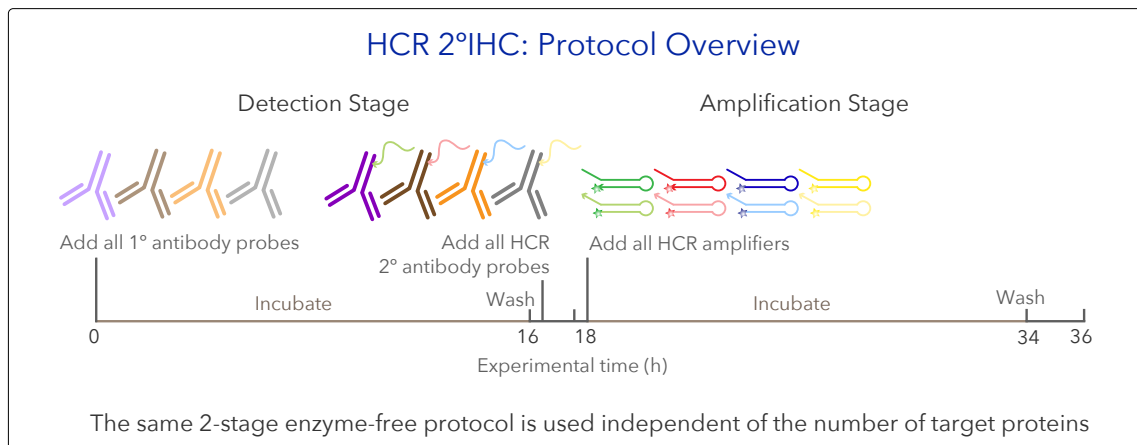 HCR 2°IHC: Protocol Overview
Detection Stage
Amplification Stage
Add all 1° antibody probes
Add all HCR
2° antibody probes
Add all HCR amplifiers
Incubate
Wash
Incubate
Wash
0
16
18
34
36
Experimental time (h)
The same 2-stage enzyme-free protocol is used independent of the number of target proteins